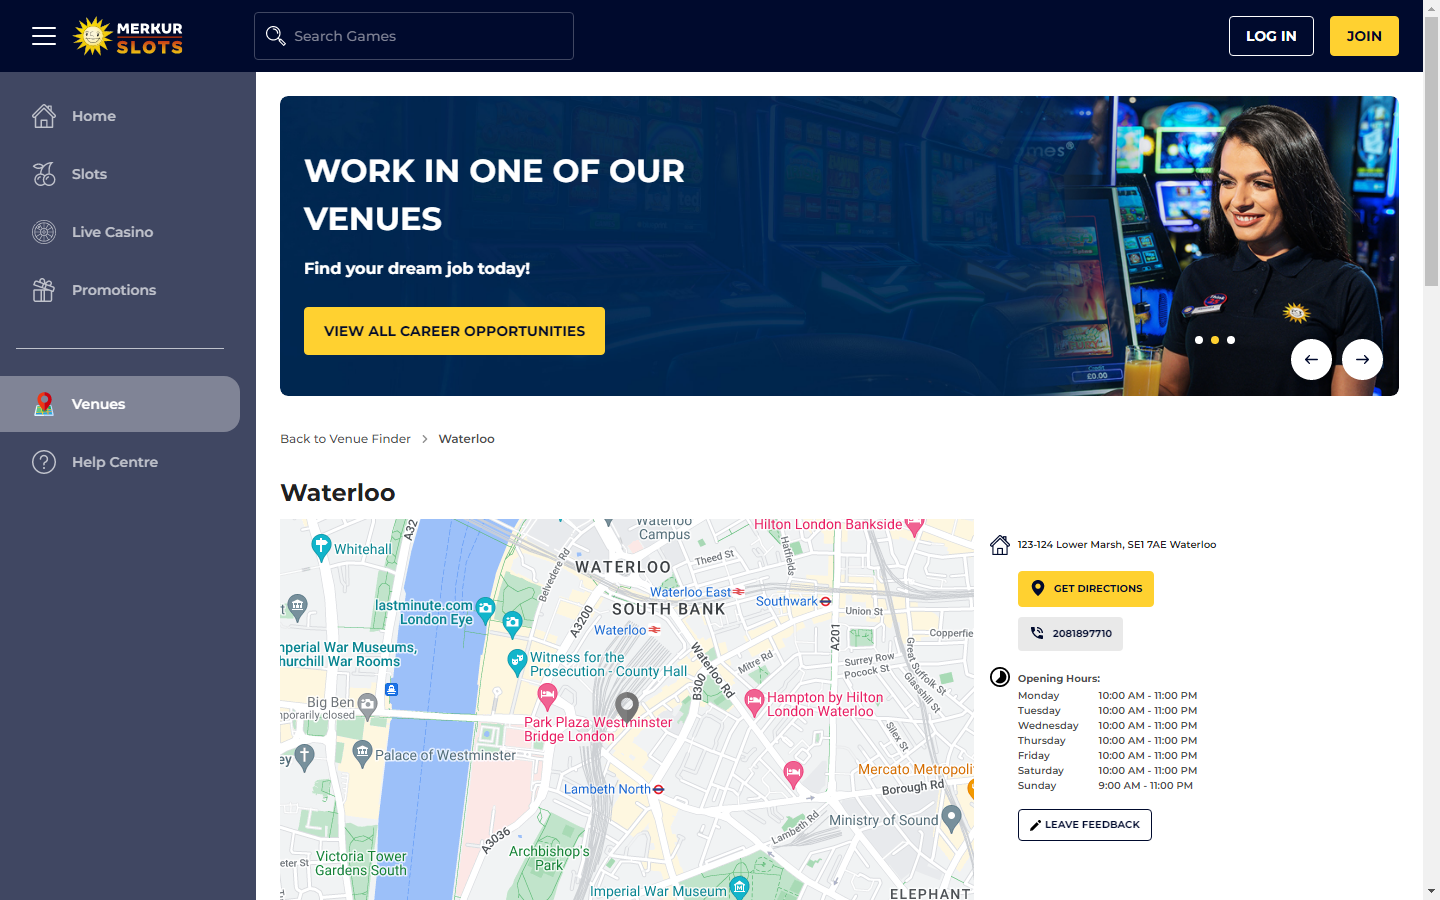 MERKUR
SLOTS
Search Games
LOG IN
JOIN
Home
Slots
Live Casino
Promotions
Venues
Help Centre
WORK IN ONE OF OUR
VENUES
Find your dream job today!
VIEW ALL CAREER OPPORTUNITIES
£0.00
Back to Venue Finder
Waterloo
Waterloo
Waterloo
Campus
Hilton London Bankside
A32
Whitehall
Belvedere Rd
Theed St
Hatfields
WATERLOO
lastminute.com
London Eye
A3200
Waterloo East
SOUTH BANK
Southwark
Union St
Waterloo
A201
Copperfie
mperial War Museums,
hurchill War Rooms
Witness for the
Prosecution - County Hall
Waterloo Rd
Mitre Rd
Surrey Row
Pocock St
Great Suffolk St
Glasshill St
B300
Big Ben
mporarily closed
Hampton by Hilton
London Waterloo
Park Plaza Westminster
Bridge London
Silex St
ey
Palace of Westminster
Mercato Metropoli
Lambeth North
Borough Rd
Ministry of Sound
Lambeth Rd
A3036
Archbishop's
Park
eter St
Victoria Tower
Gardens South
Imperial War Museum
ELEPHANT
123-124 Lower Marsh, SE1 7AE Waterloo
GET DIRECTIONS
2081897710
Opening Hours:
Monday 10:00 AM - 11:00 PM
Tuesday 10:00 AM - 11:00 PM
Wednesday 10:00 AM - 11:00 PM
Thursday 10:00 AM - 11:00 PM
Friday 10:00 AM - 11:00 PM
Saturday 10:00 AM - 11:00 PM
Sunday 9:00 AM - 11:00 PM
LEAVE FEEDBACK